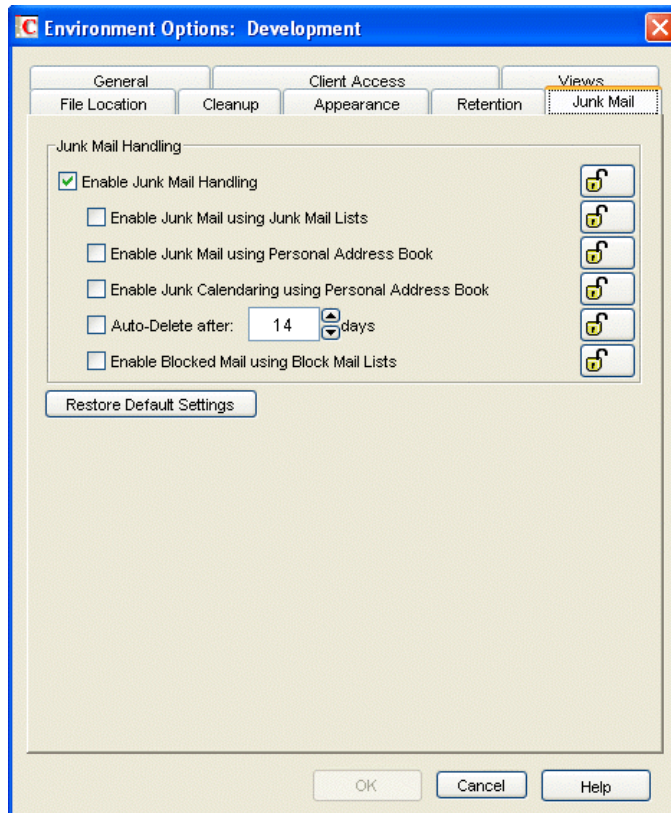 Environment Options: Development
General Client Access Views
File Location Cleanup Appearance Retention Junk Mail
Junk Mail Handling
Enable Junk Mail Handling
Enable Junk Mail using Junk Mail Lists
Enable Junk Mail using Personal Address Book
Enable Junk Calendaring using Personal Address Book
Auto-Delete after: 14 days
Enable Blocked Mail using Block Mail Lists
Restore Default Settings
OK Cancel Help